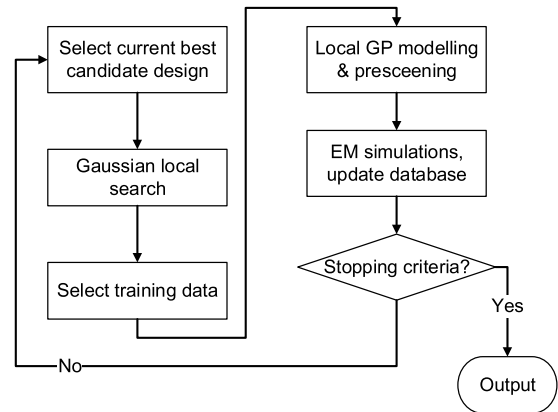 Select current best
candidate design
Gaussian local
search
Select training data
Local GP modelling
& presceening
EM simulations,
update database
Stopping criteria?
Yes
No
Output